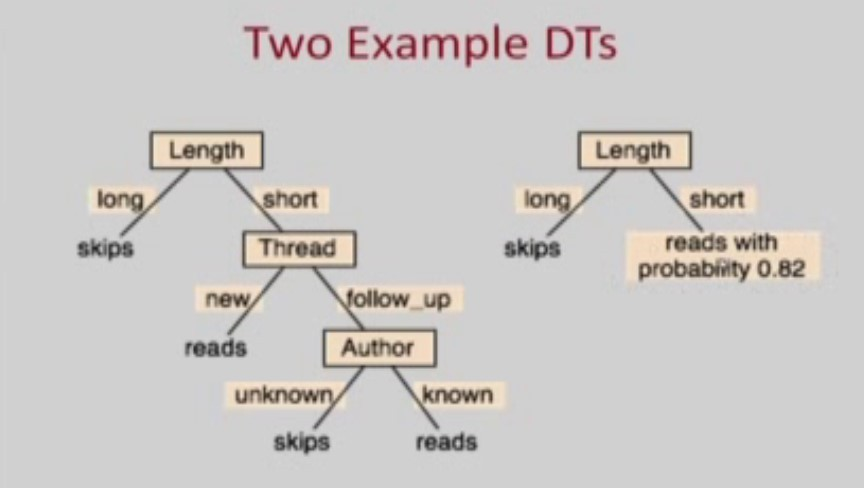 Two Example DTs
Length
long
short
skips
Thread
new
follow_up
reads
Author
unknown
known
skips
reads
Length
long
short
skips
reads with
probability 0.82